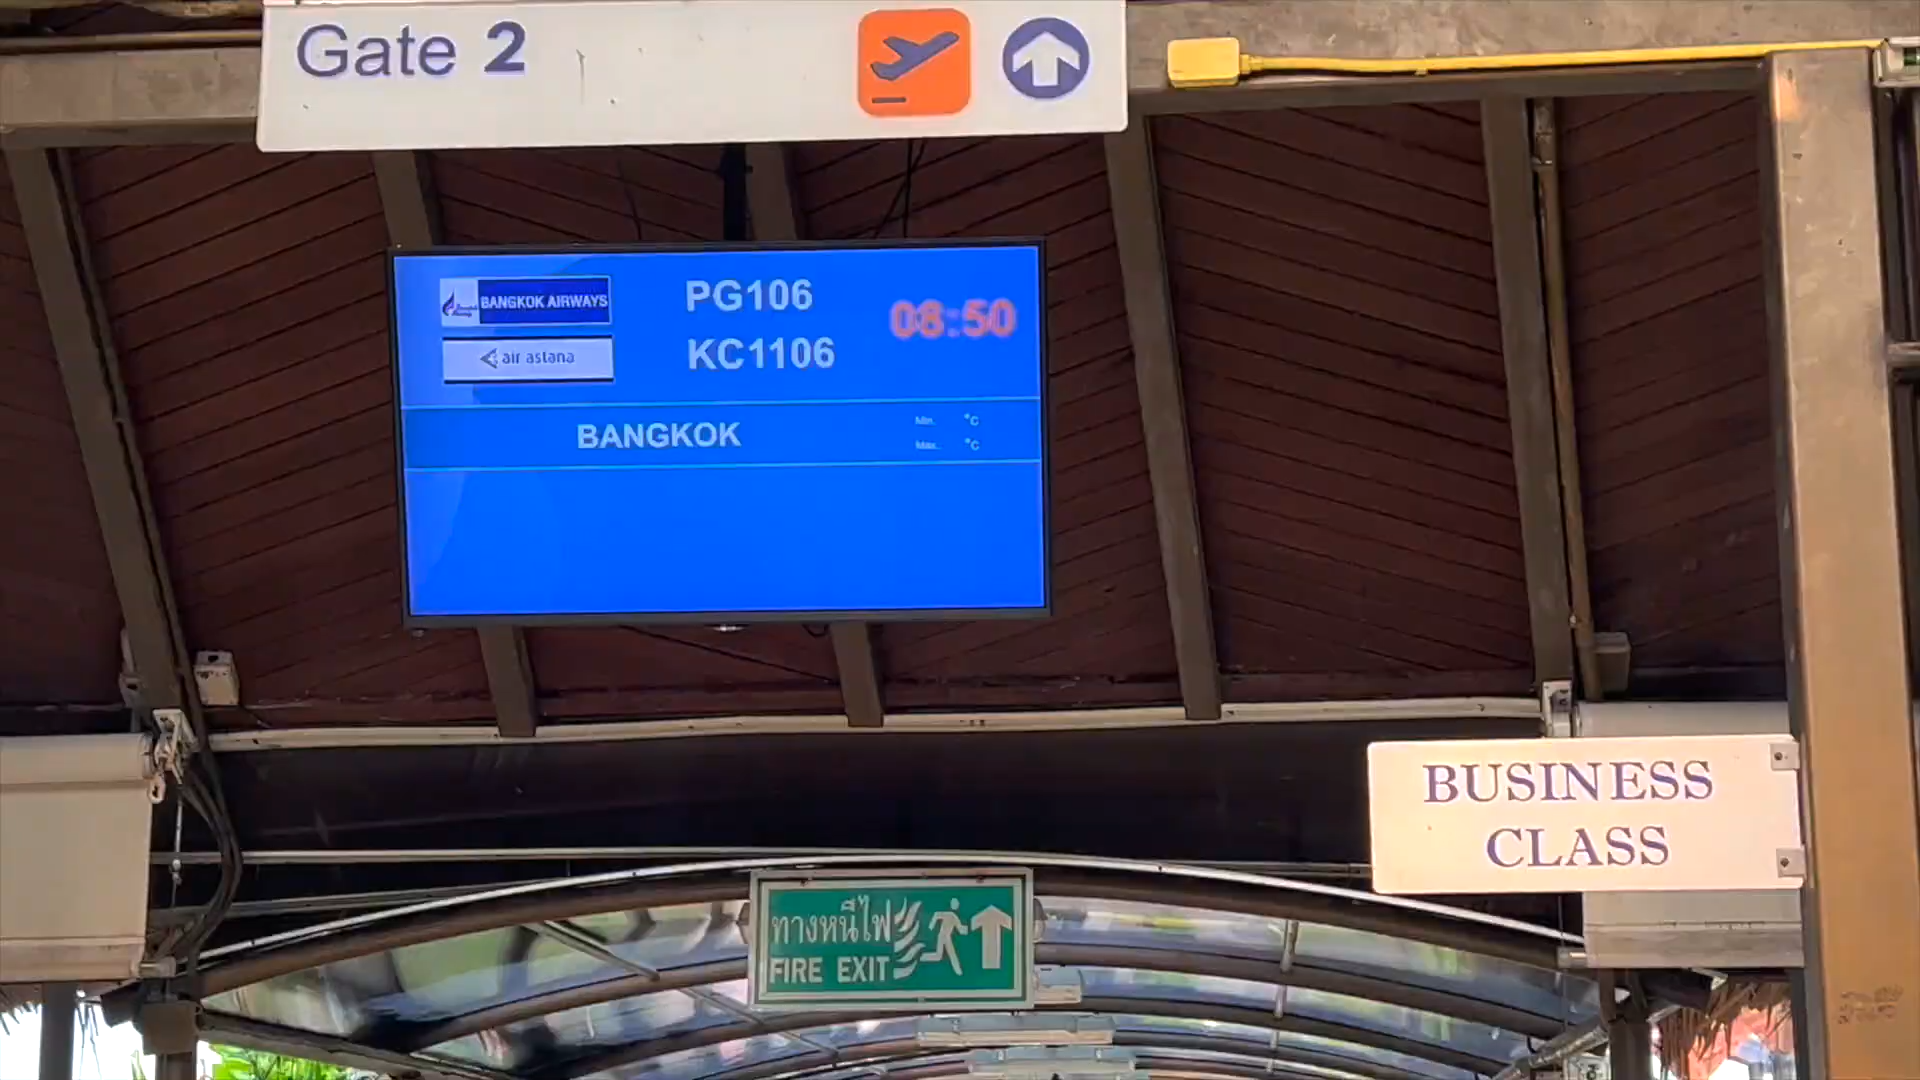 Gate 2
BANGKOK AIRWAYS
PG106
08:50
air astana
KC1106
BANGKOK
Min. °C
Max. °C
BUSINESS
CLASS
ทางหนีไฟ
FIRE EXIT